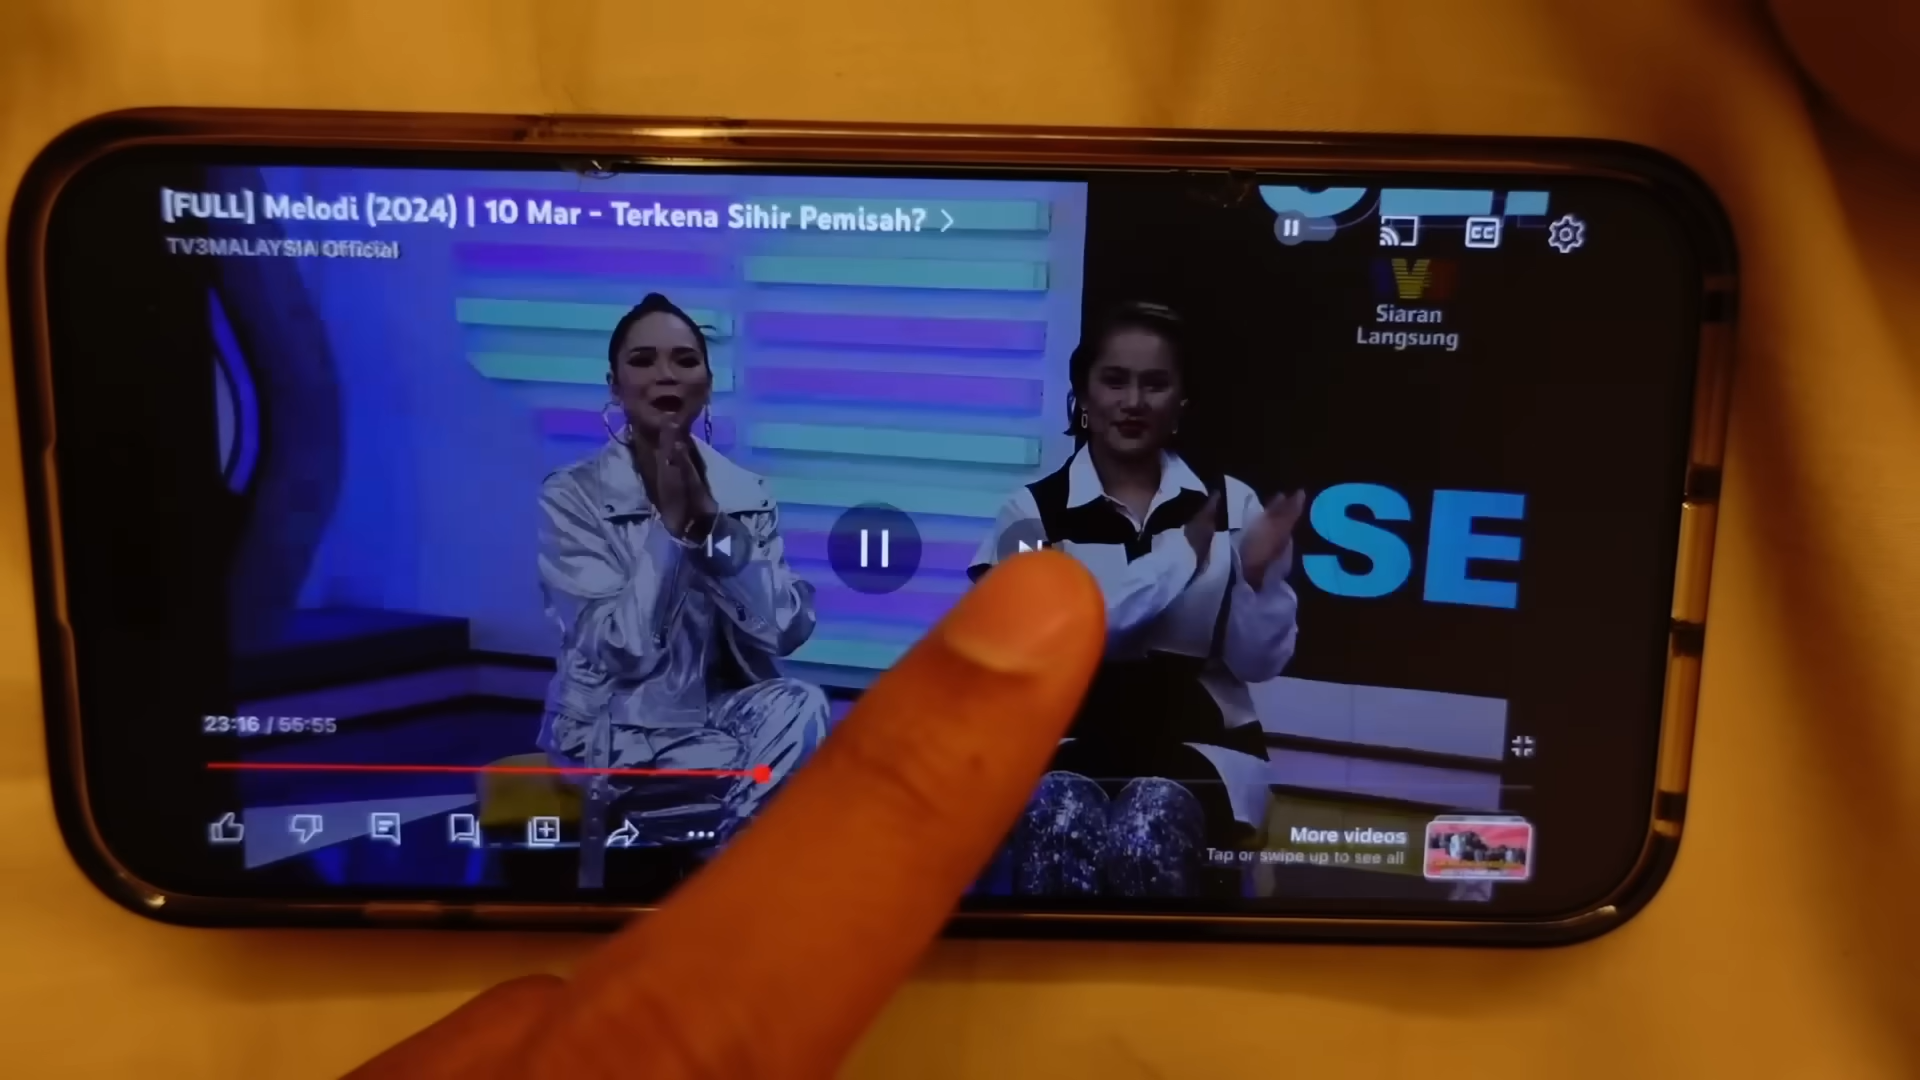 [FULL] Melodi (2024) | 10 Mar - Terkena Sihir Pemisah?
TV3MALAYSIA Official
CC
Siaran
Langsung
SE
23:16 / 55:55
More videos
Tap or swipe up to see all